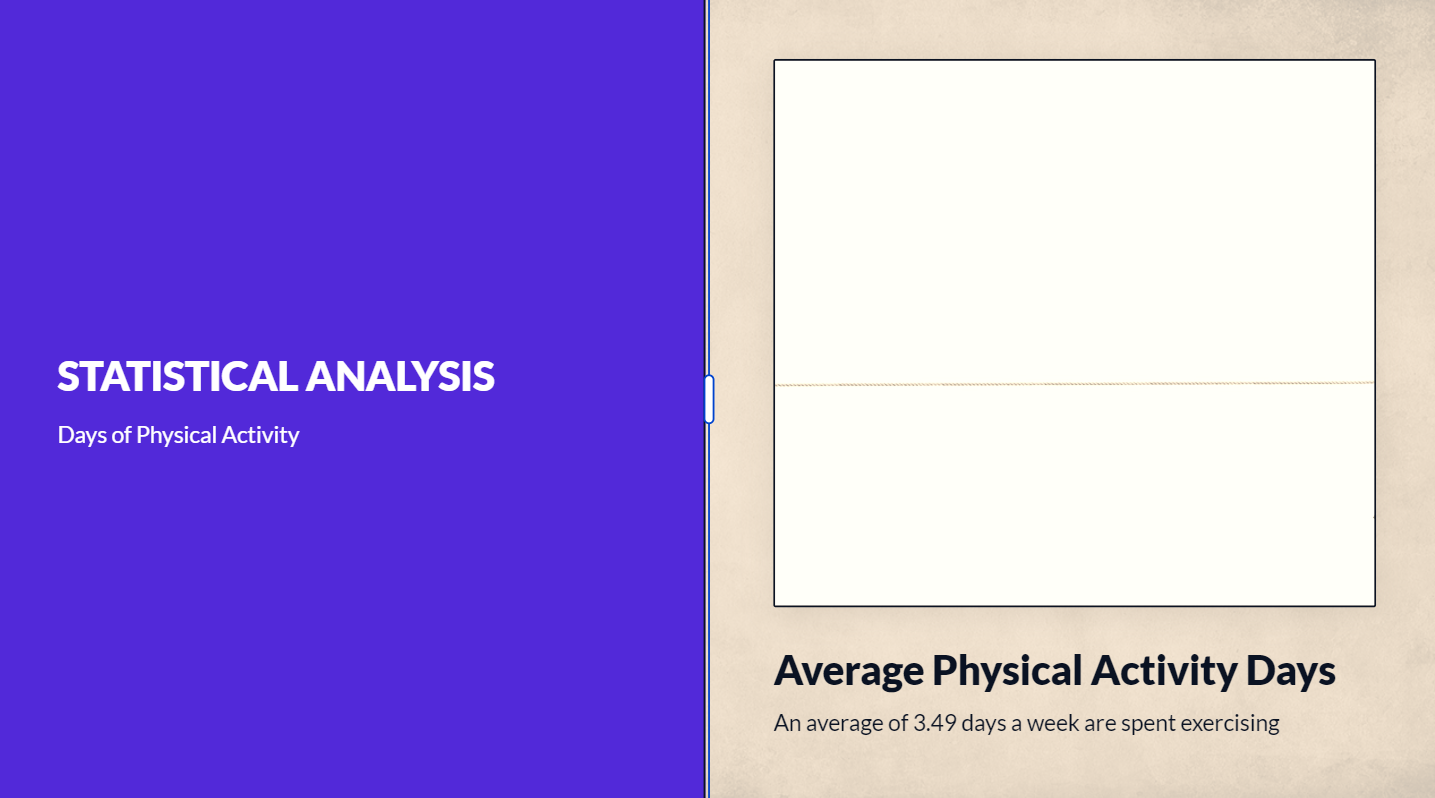 STATISTICAL ANALYSIS
Days of Physical Activity
Average Physical Activity Days
An average of 3.49 days a week are spent exercising